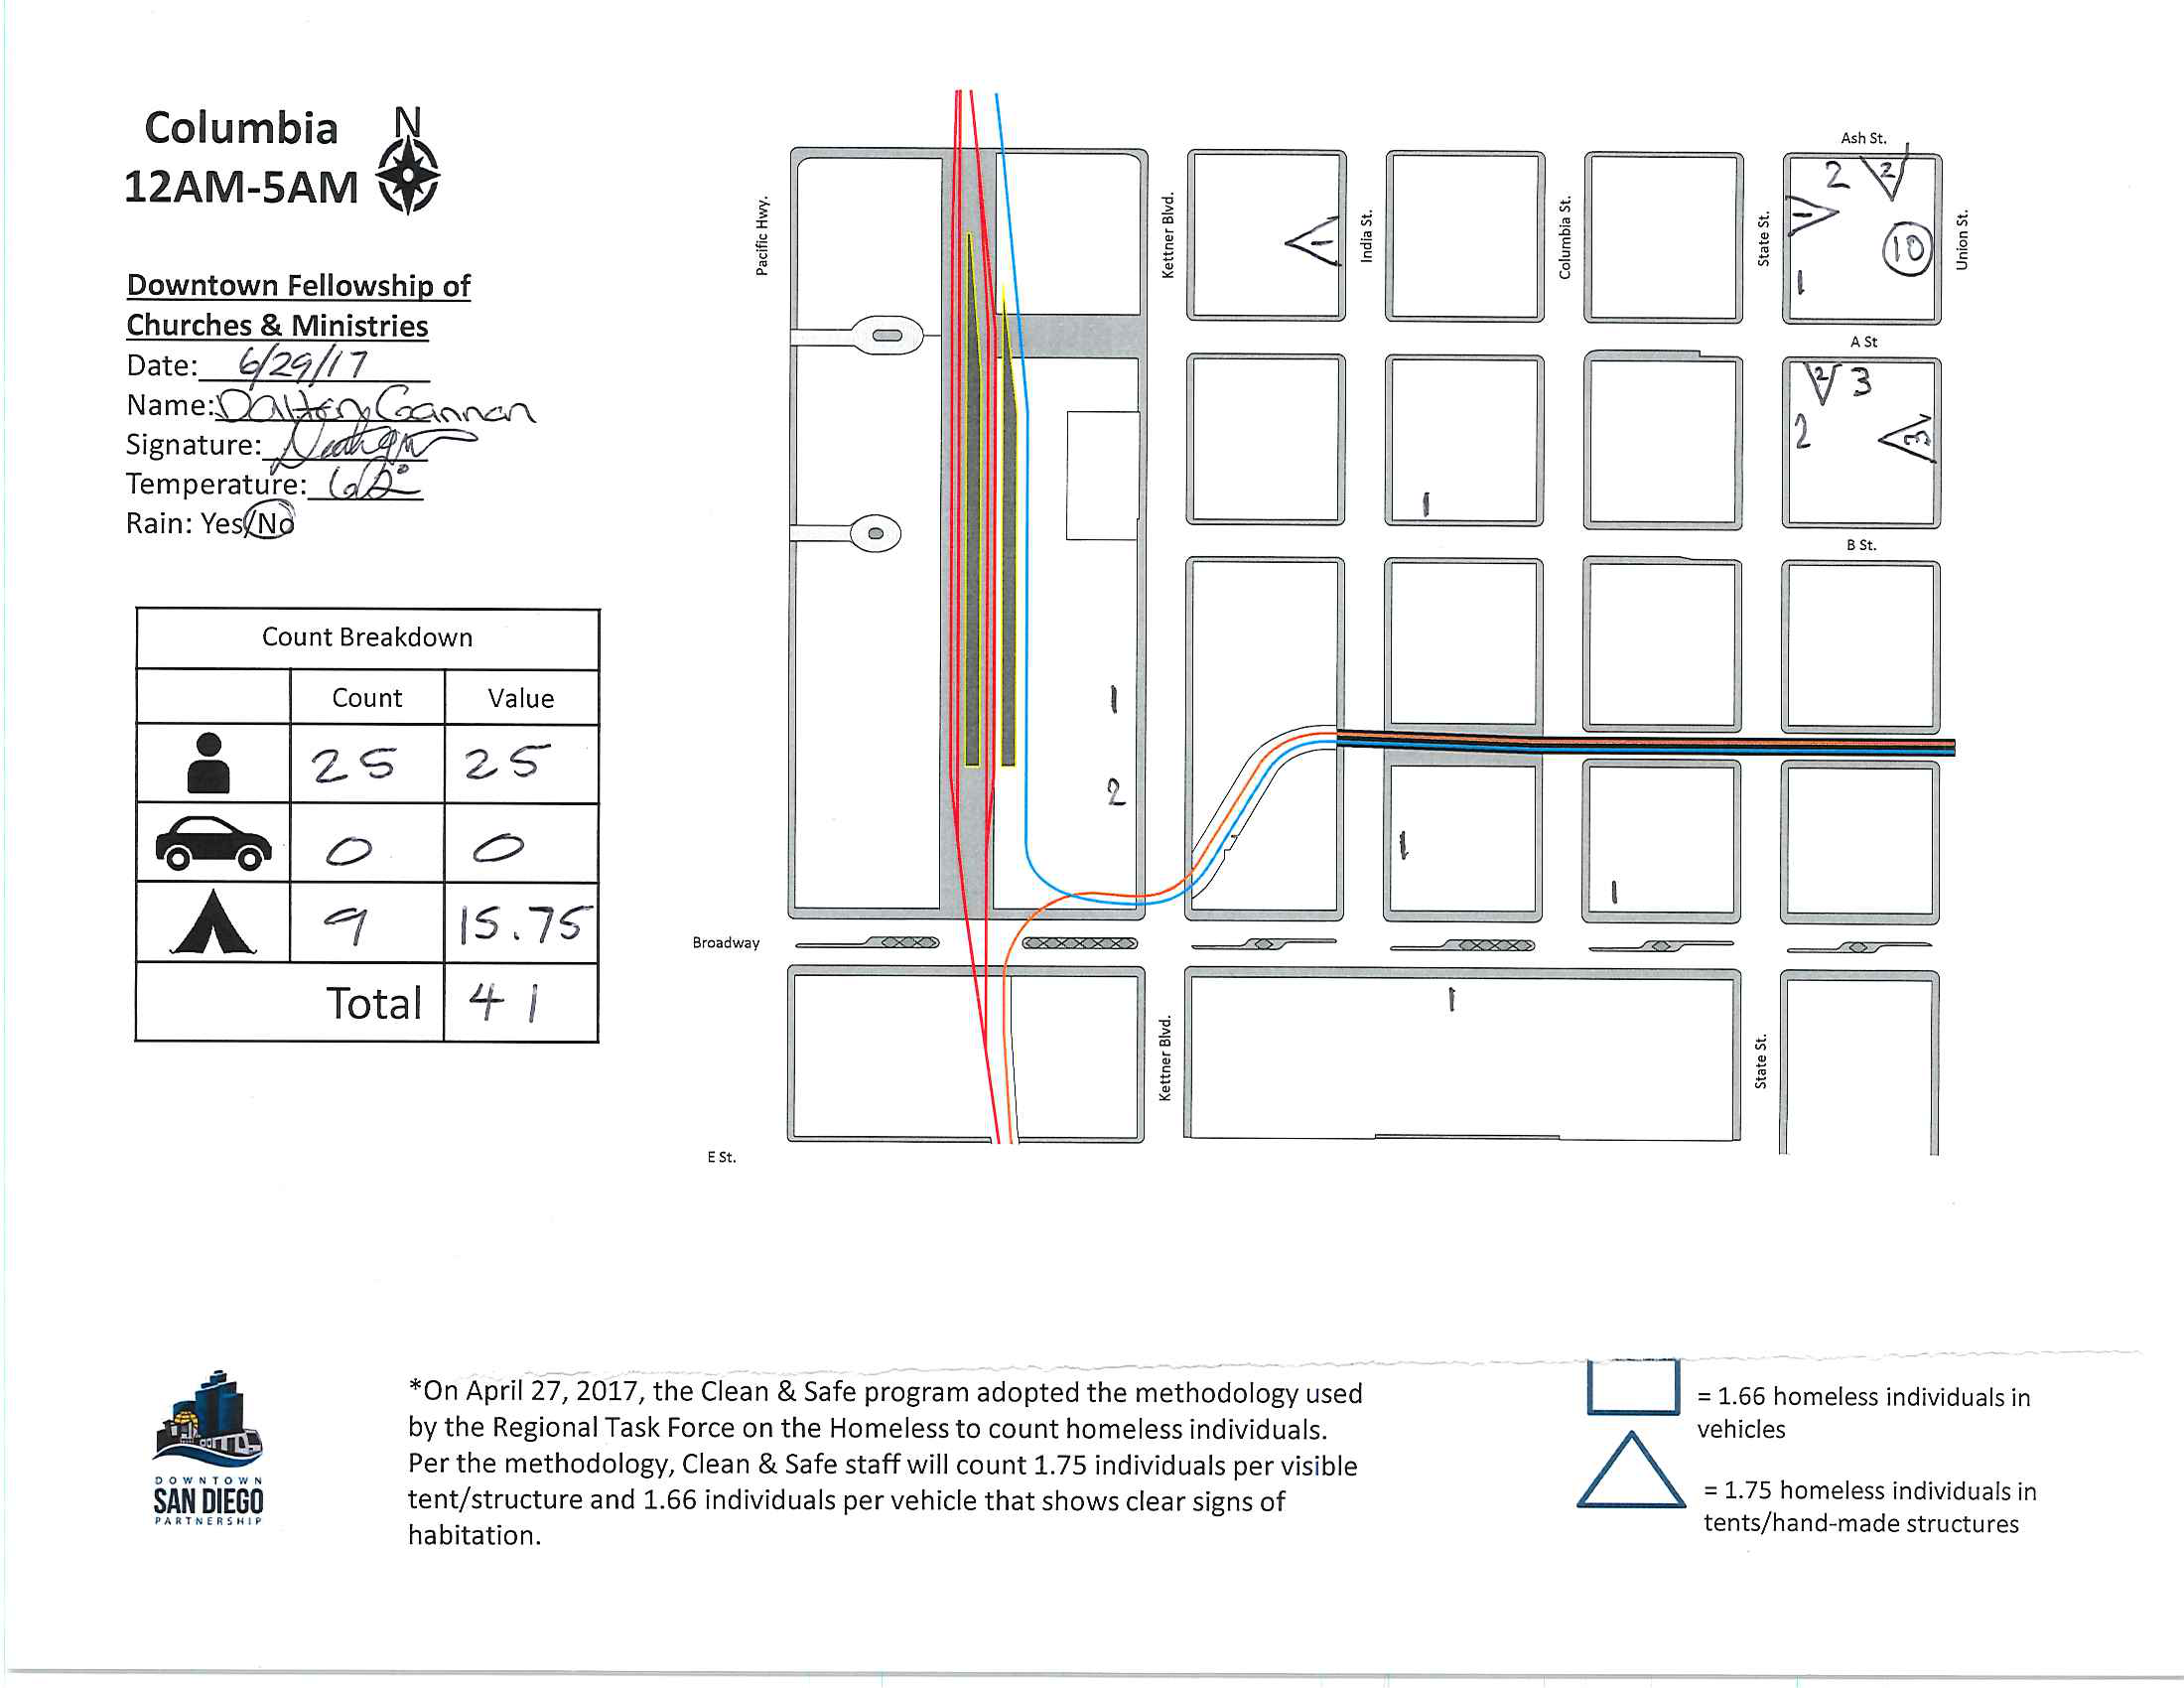 Columbia
12AM-5AM
N
Downtown Fellowship of
Churches & Ministries
Date: 6/29/17
Name: Dalton Gannan
Signature:
Temperature: 62°
Rain: Yes/No
Count Breakdown
Count Value
25 25
0 0
9 15.75
Total 41
Ash St.
Pacific Hwy.
Kettner Blvd.
India St.
Columbia St.
State St.
Union St.
2 2
1
1
10
1
A St
2 3
2 3
1
B St.
1
2
1
1
Broadway
1
Kettner Blvd.
State St.
E St.
DOWNTOWN
SAN DIEGO
PARTNERSHIP
*On April 27, 2017, the Clean & Safe program adopted the methodology used
by the Regional Task Force on the Homeless to count homeless individuals.
Per the methodology, Clean & Safe staff will count 1.75 individuals per visible
tent/structure and 1.66 individuals per vehicle that shows clear signs of
habitation.
= 1.66 homeless individuals in
vehicles
= 1.75 homeless individuals in
tents/hand-made structures